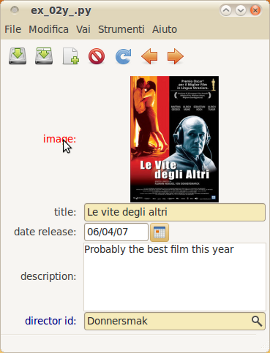 ex_02y_.py
File Modifica Vai Strumenti Aiuto
image:
Le Vite
degli Altri
title: Le vite degli altri
date release: 06/04/07
description: Probably the best film this year
director id: Donnersmak